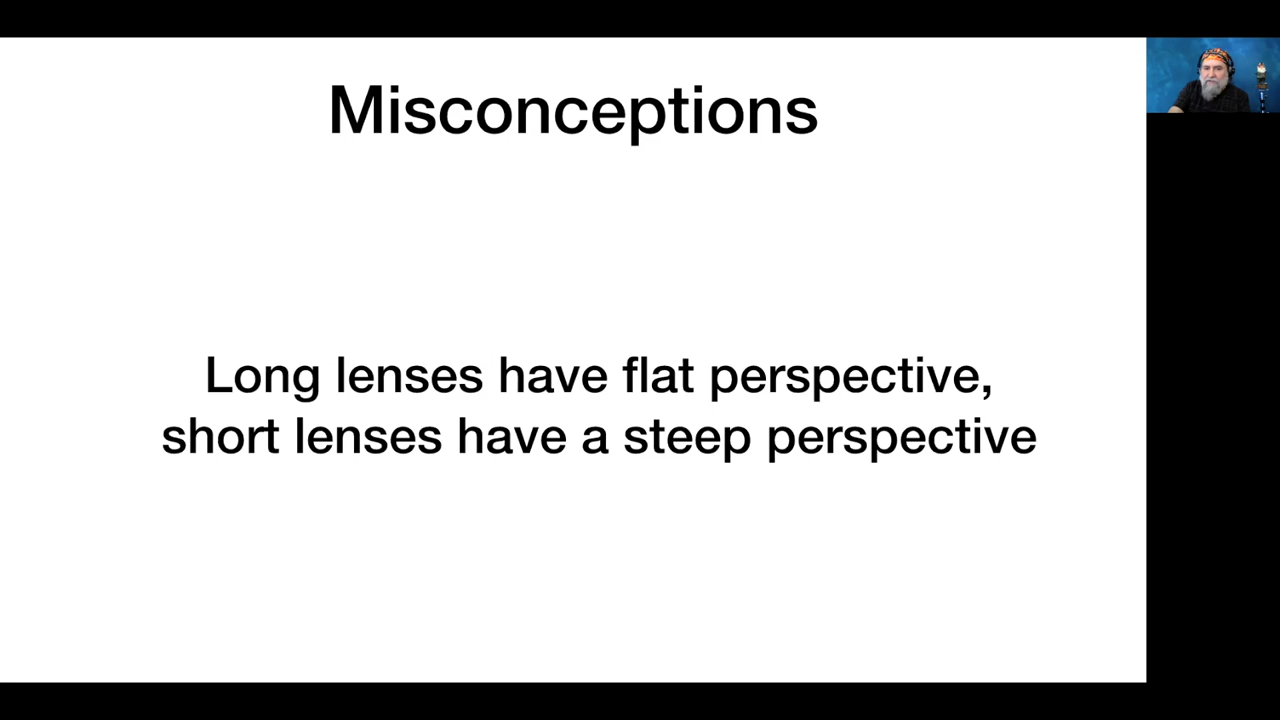 Misconceptions
Long lenses have flat perspective,
short lenses have a steep perspective